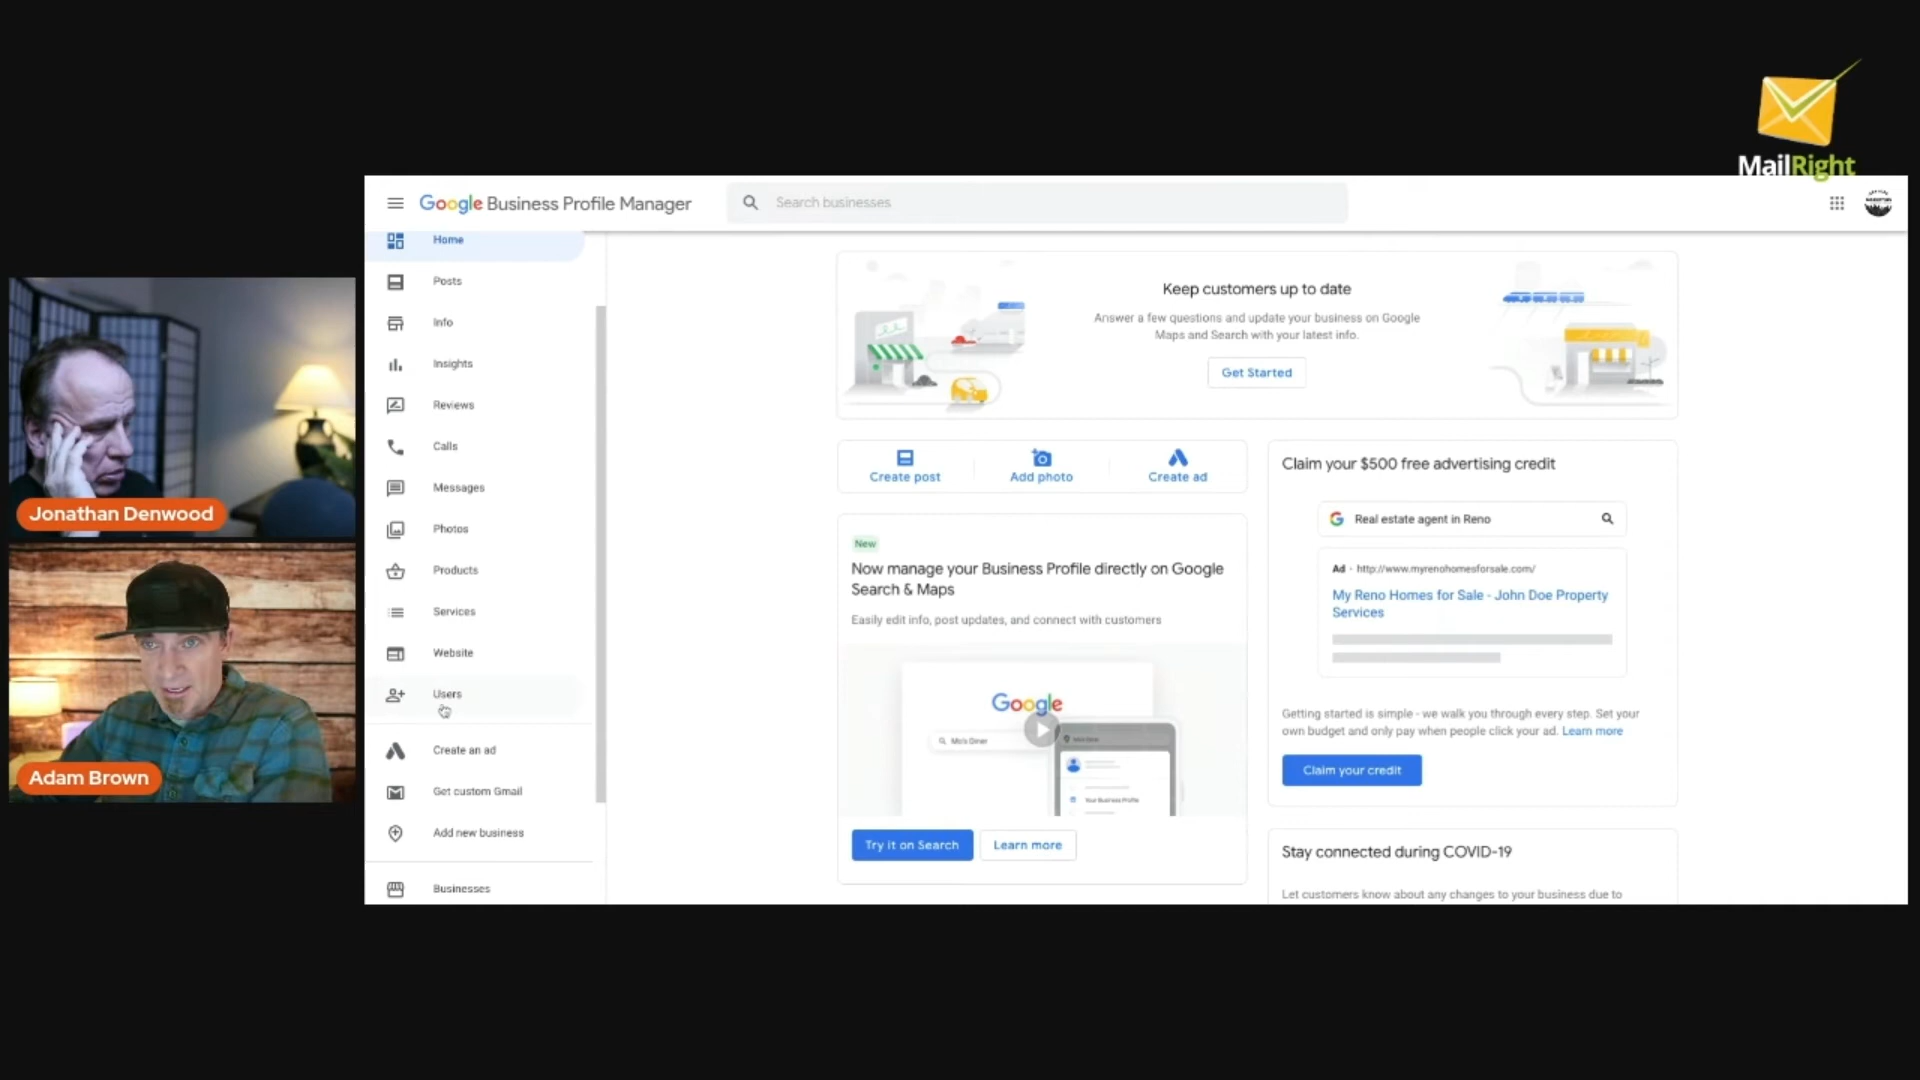 MailRight
Google Business Profile Manager
Search businesses
Home
Posts
Info
Insights
Reviews
Calls
Messages
Photos
Products
Services
Website
Users
Create an ad
Get custom Gmail
Add new business
Businesses
Keep customers up to date
Answer a few questions and update your business on Google
Maps and Search with your latest info.
Get Started
Create post
Add photo
Create ad
New
Now manage your Business Profile directly on Google
Search & Maps
Easily edit info, post updates, and connect with customers
Google
Mo's Diner
Mo's Diner
Your Business Profile
Try it on Search
Learn more
Claim your $500 free advertising credit
Real estate agent in Reno
Ad · http://www.myrenohomesforsale.com/
My Reno Homes for Sale - John Doe Property
Services
Getting started is simple - we walk you through every step. Set your
own budget and only pay when people click your ad. Learn more
Claim your credit
Stay connected during COVID-19
Let customers know about any changes to your business due to
Jonathan Denwood
Adam Brown